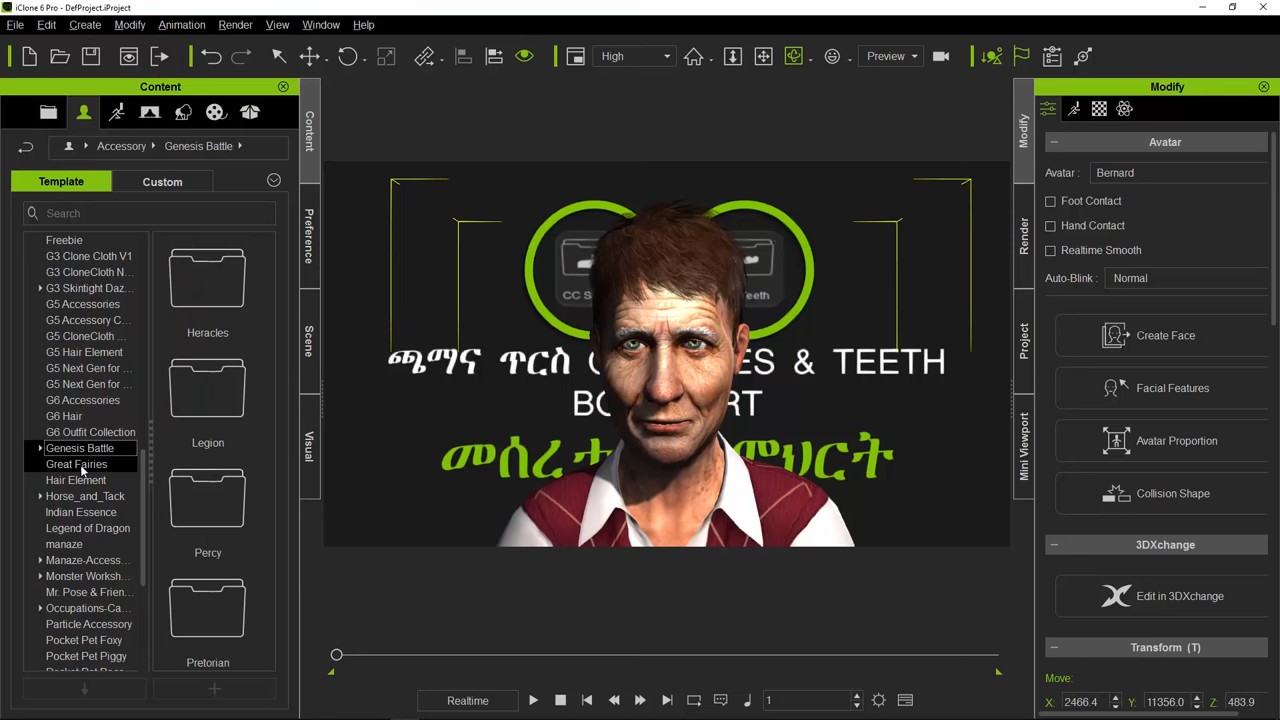 iClone 6 Pro - DefProject.iProject
File Edit Create Modify Animation Render View Window Help
High
Preview
Content
Accessory Genesis Battle
Template Custom
Search
Freebie
G3 Clone Cloth V1
G3 CloneCloth N...
G3 Skintight Daz...
G5 Accessories
G5 Accessory C...
G5 CloneCloth ...
G5 Hair Element
G5 Next Gen for ...
G5 Next Gen for ...
G6 Accessories
G6 Hair
G6 Outfit Collection
Genesis Battle
Great Fairies
Hair Element
Horse_and_Tack
Indian Essence
Legend of Dragon
manaze
Manaze-Access...
Monster Worksh...
Mr. Pose & Frien...
Occupations-Ca...
Particle Accessory
Pocket Pet Foxy
Pocket Pet Piggy
Heracles
Legion
Percy
Pretorian
Content
Preference
Scene
Visual
CC S
eeth
ጫማና ጥርስ
ES & TEETH
BO
RT
መሰረታ
ምህርት
Realtime
1
Modify
Render
Project
Mini Viewport
Modify
Avatar
Avatar : Bernard
Foot Contact
Hand Contact
Realtime Smooth
Auto-Blink : Normal
Create Face
Facial Features
Avatar Proportion
Collision Shape
3DXchange
Edit in 3DXchange
Transform (T)
Move:
X: 2466.4 Y: 11356.0 Z: 483.9